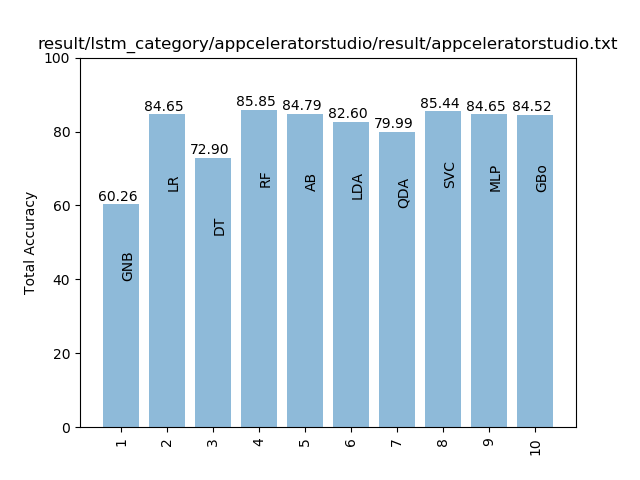 result/lstm_category/appceleratorstudio/result/appceleratorstudio.txt
Total Accuracy
100
80
60
40
20
0
60.26
84.65
72.90
85.85
84.79
82.60
79.99
85.44
84.65
84.52
GNB
LR
DT
RF
AB
LDA
QDA
SVC
MLP
GBo
1
2
3
4
5
6
7
8
9
10